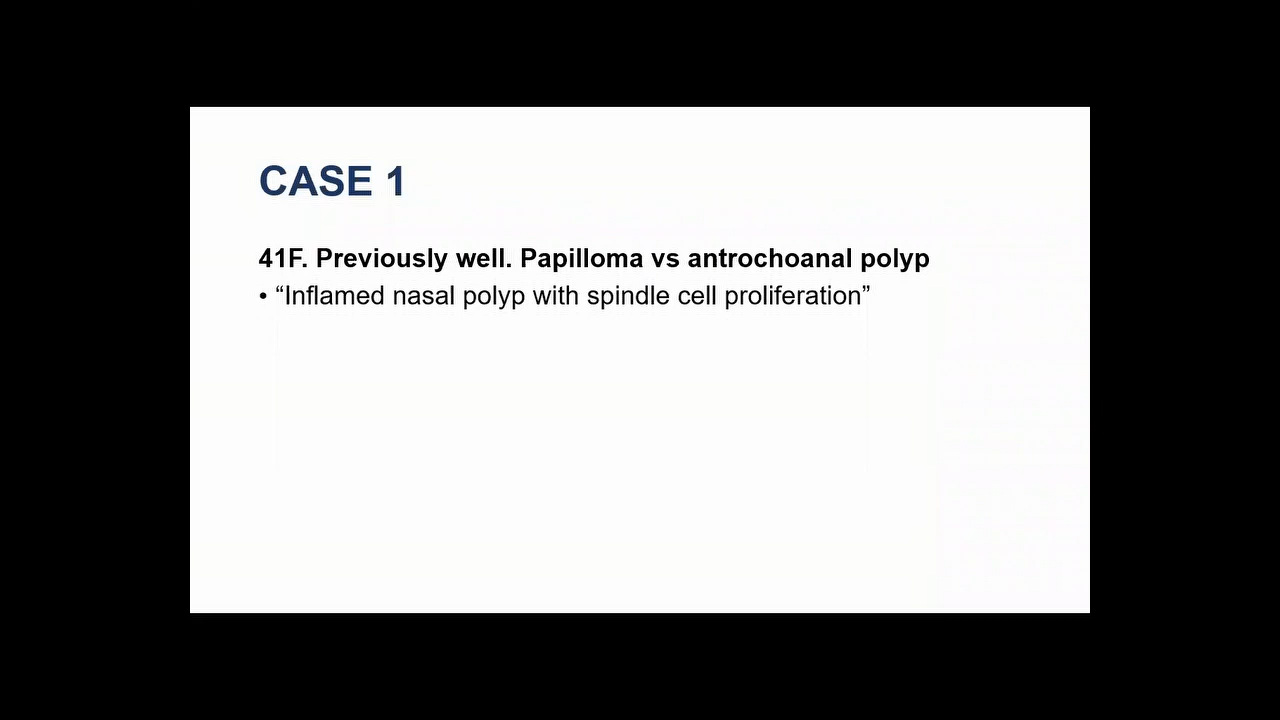 CASE 1
41F. Previously well. Papilloma vs antrochoanal polyp
• “Inflamed nasal polyp with spindle cell proliferation”